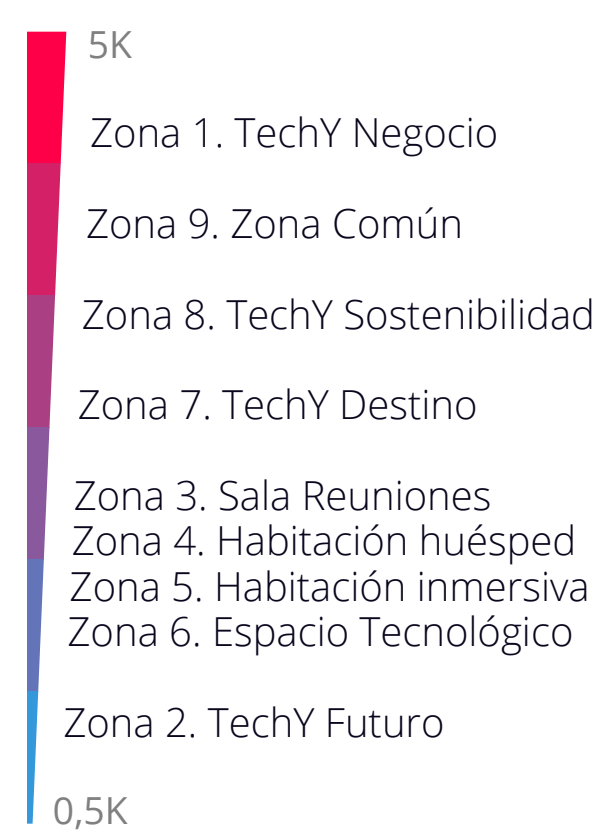 5K
Zona 1. TechY Negocio
Zona 9. Zona Común
Zona 8. TechY Sostenibilidad
Zona 7. TechY Destino
Zona 3. Sala Reuniones
Zona 4. Habitación huésped
Zona 5. Habitación inmersiva
Zona 6. Espacio Tecnológico
Zona 2. TechY Futuro
0,5K